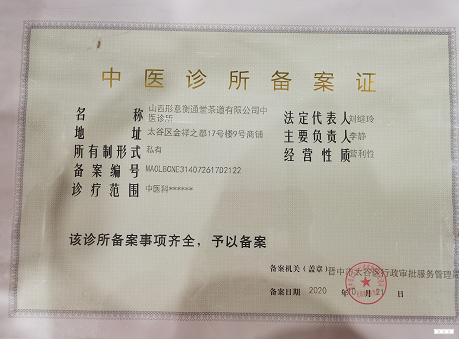 中医诊所备案证
名称 山西形意衡通堂茶道有限公司中医诊所
法定代表人 刘继玲
地址 太谷区金祥之都17号楼9号商铺
主要负责人 李静
所有制形式 私有
经营性质 营利性
备案编号 MA0LBCNE314072617D2122
诊疗范围 中医科******
该诊所备案事项齐全，予以备案
备案机关（盖章）晋中市太谷区行政审批服务管理局
备案日期 2020 年 10 月 21 日